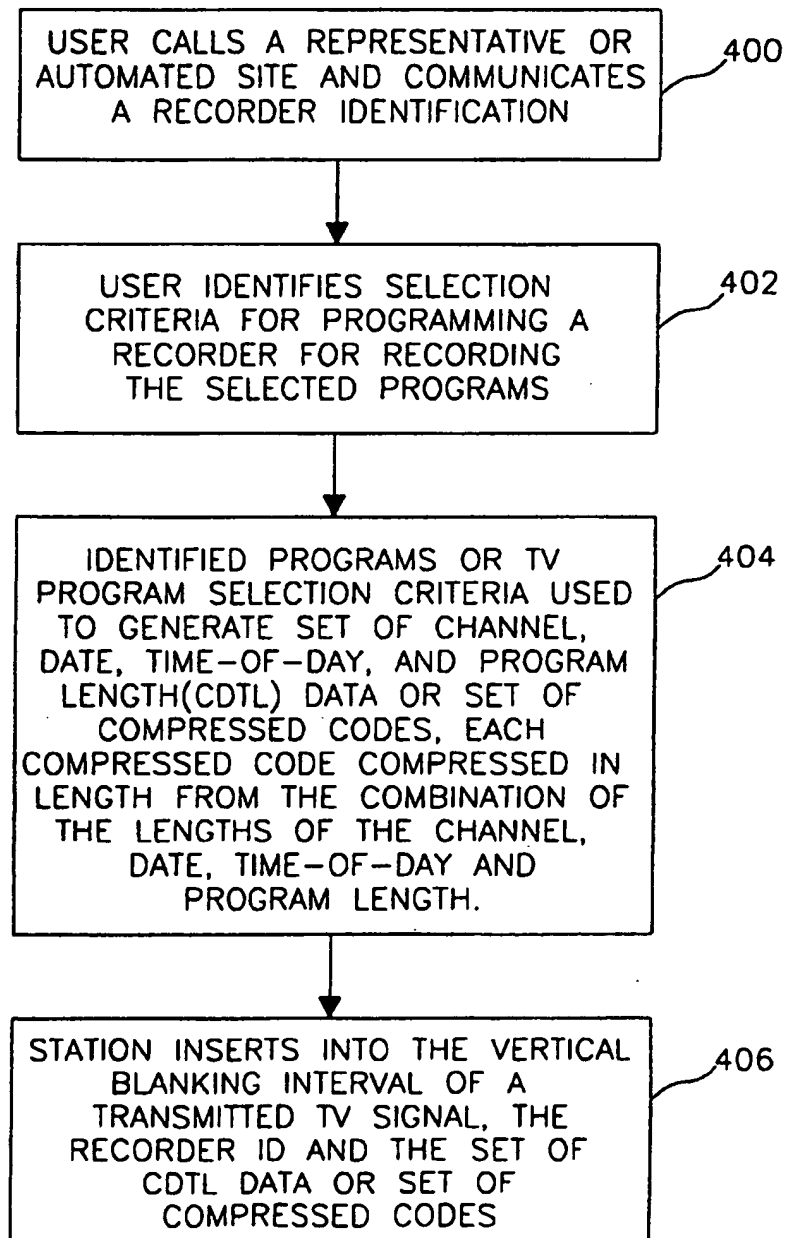 USER CALLS A REPRESENTATIVE OR
AUTOMATED SITE AND COMMUNICATES
A RECORDER IDENTIFICATION
400
USER IDENTIFIES SELECTION
CRITERIA FOR PROGRAMMING A
RECORDER FOR RECORDING
THE SELECTED PROGRAMS
402
IDENTIFIED PROGRAMS OR TV
PROGRAM SELECTION CRITERIA USED
TO GENERATE SET OF CHANNEL,
DATE, TIME-OF-DAY, AND PROGRAM
LENGTH(CDTL) DATA OR SET OF
COMPRESSED CODES, EACH
COMPRESSED CODE COMPRESSED IN
LENGTH FROM THE COMBINATION OF
THE LENGTHS OF THE CHANNEL,
DATE, TIME-OF-DAY AND
PROGRAM LENGTH.
404
STATION INSERTS INTO THE VERTICAL
BLANKING INTERVAL OF A
TRANSMITTED TV SIGNAL, THE
RECORDER ID AND THE SET OF
CDTL DATA OR SET OF
COMPRESSED CODES
406